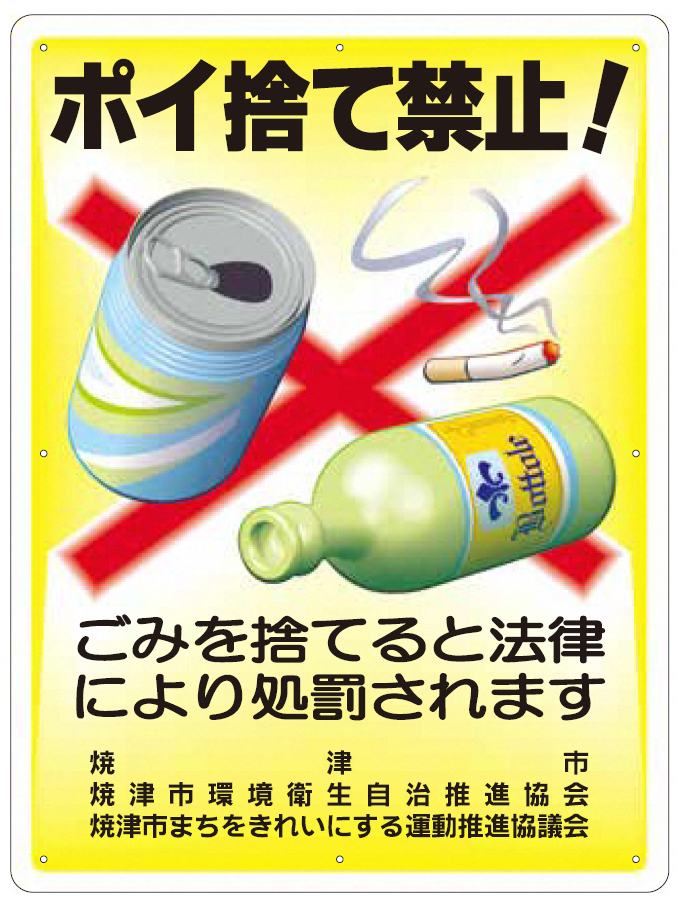 ポイ捨て禁止!
Bottole
ごみを捨てると法律
により処罰されます
焼津市
焼津市環境衛生自治推進協会
焼津市まちをきれいにする運動推進協議会